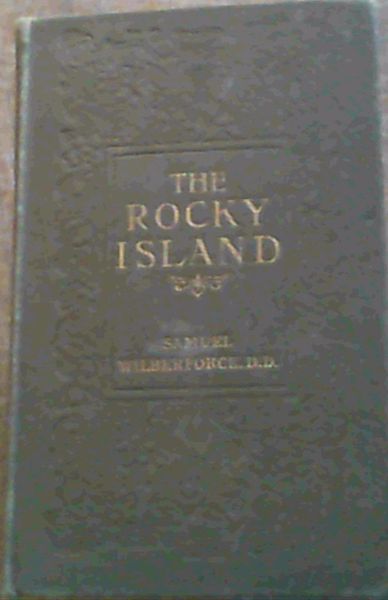 THE
ROCKY
ISLAND
SAMUEL
WILBERFORCE, D.D.